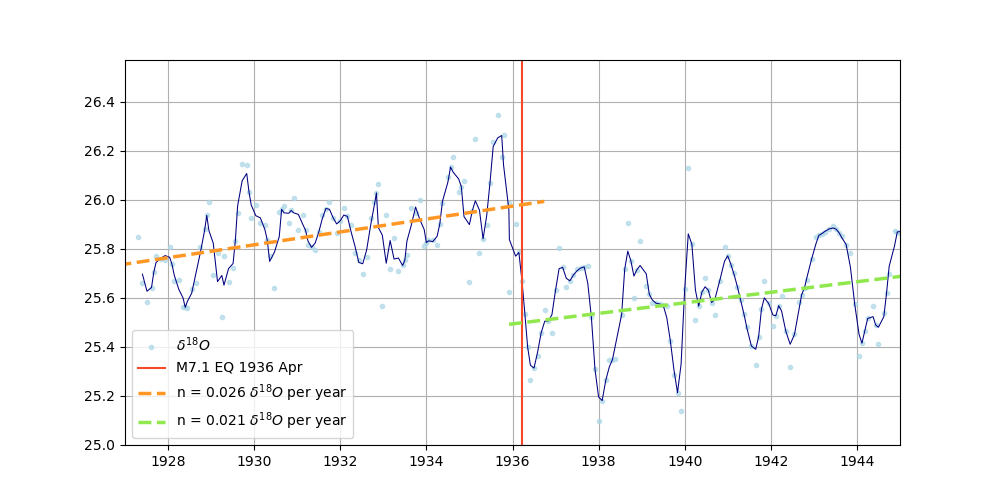 26.4
26.2
26.0
25.8
25.6
25.4
25.2
25.0
δ¹⁸O
M7.1 EQ 1936 Apr
n = 0.026 δ¹⁸O per year
n = 0.021 δ¹⁸O per year
1928 1930 1932 1934 1936 1938 1940 1942 1944